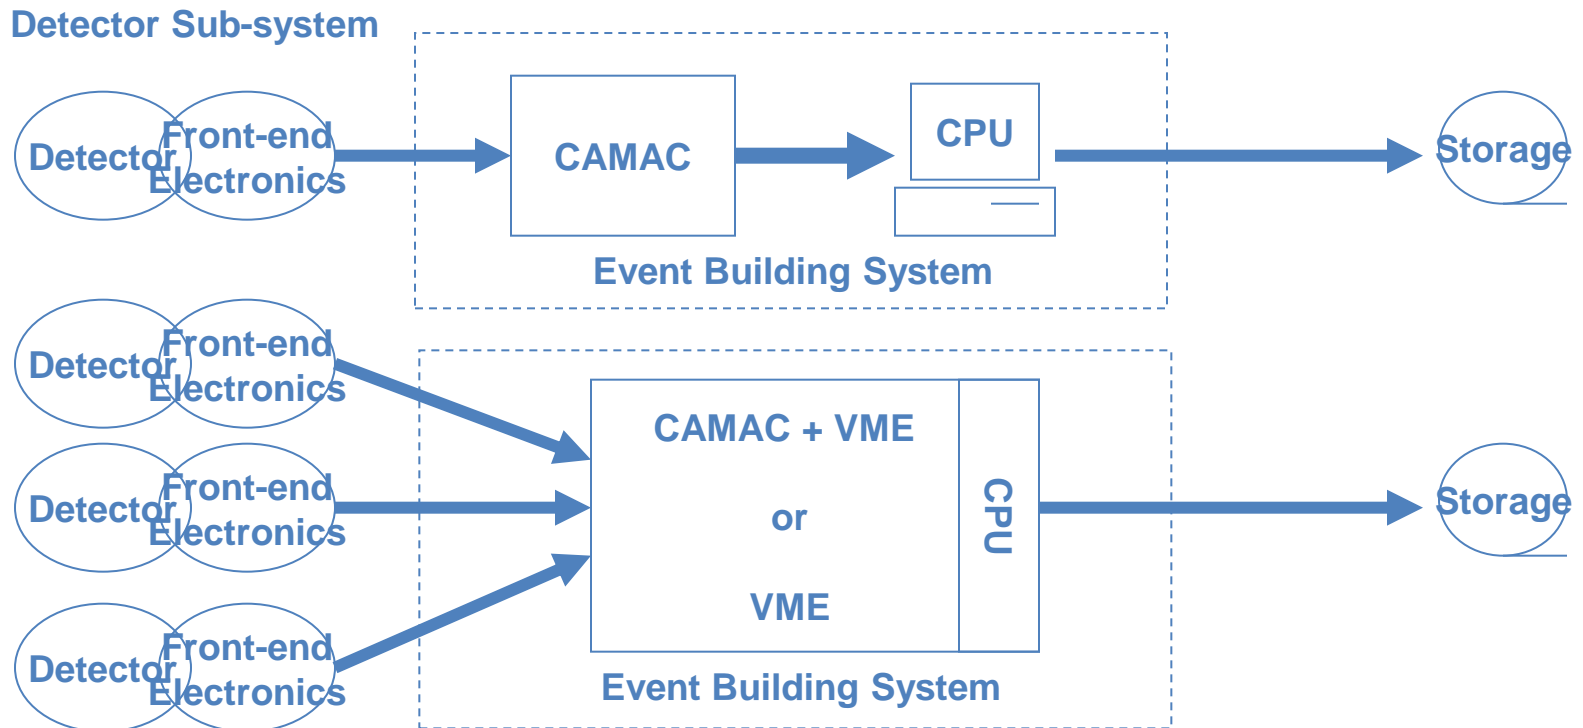 Detector Sub-system
Detector
Front-end
Electronics
CAMAC
CPU
Storage
Event Building System
Detector
Front-end
Electronics
Detector
Front-end
Electronics
Detector
Front-end
Electronics
CAMAC + VME
or
VME
CPU
Storage
Event Building System